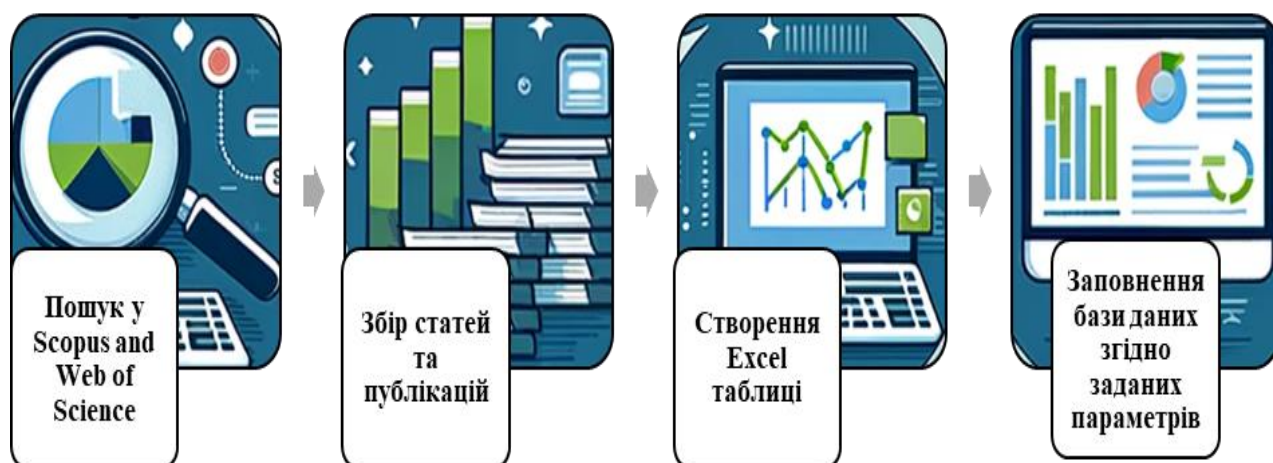 Пошук у
Scopus and
Web of
Science
Збір статей
та
публікацій
Створення
Excel
таблиці
Заповнення
бази даних
згідно
заданих
параметрів